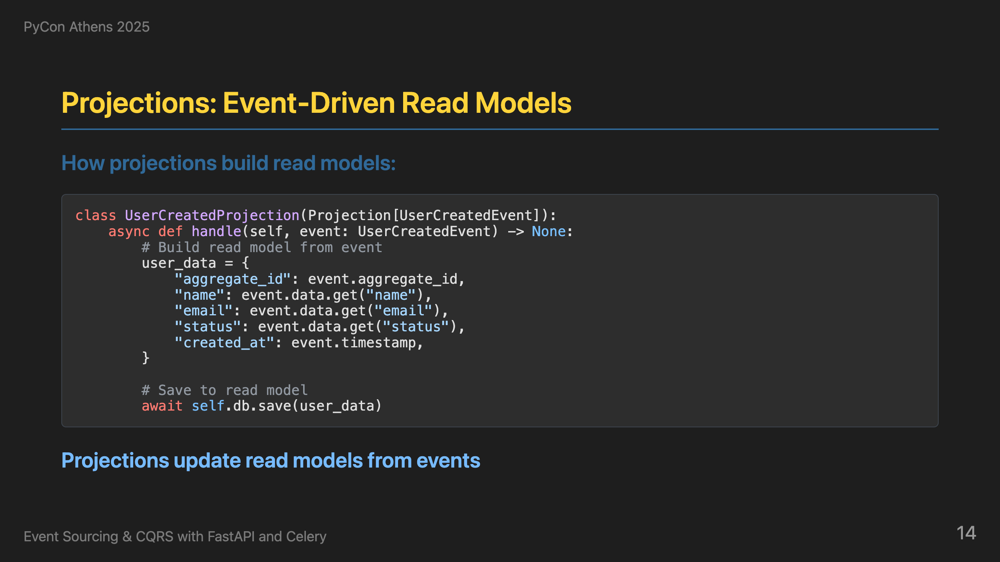 PyCon Athens 2025
Projections: Event-Driven Read Models
How projections build read models:
class UserCreatedProjection(Projection[UserCreatedEvent]):
    async def handle(self, event: UserCreatedEvent) -> None:
        # Build read model from event
        user_data = {
            "aggregate_id": event.aggregate_id,
            "name": event.data.get("name"),
            "email": event.data.get("email"),
            "status": event.data.get("status"),
            "created_at": event.timestamp,
        }
        # Save to read model
        await self.db.save(user_data)
Projections update read models from events
Event Sourcing & CQRS with FastAPI and Celery
14